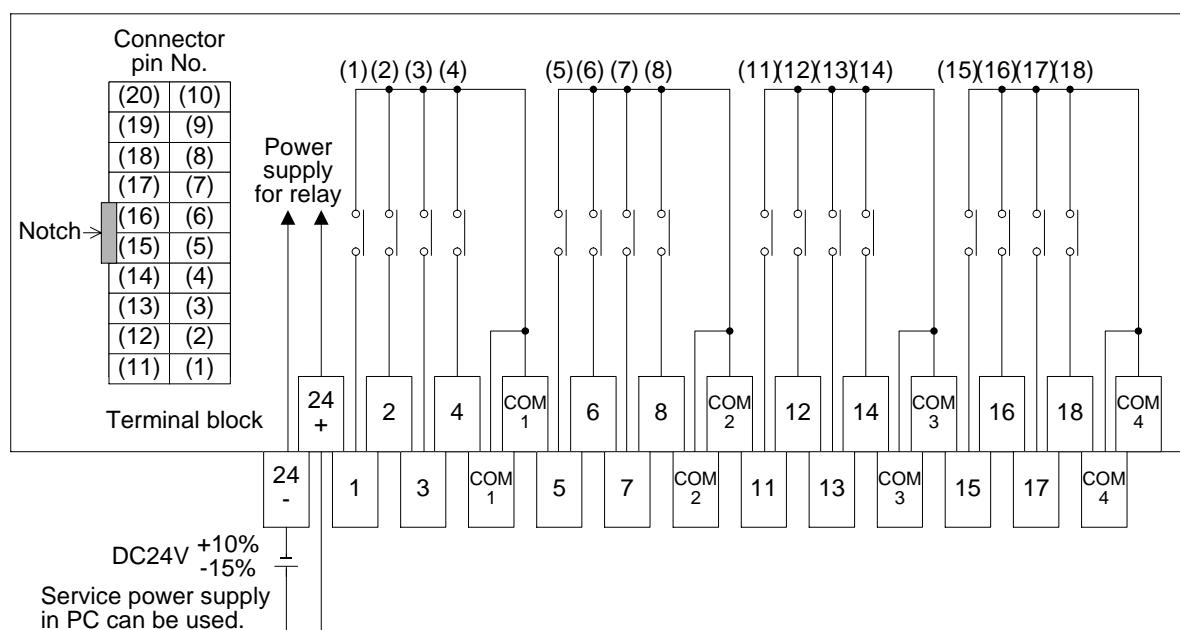 Connector
pin No.
(20) (10)
(19) (9)
(18) (8)
(17) (7)
(16) (6)
(15) (5)
(14) (4)
(13) (3)
(12) (2)
(11) (1)
Notch
Power
supply
for relay
(1) (2) (3) (4)
(5) (6) (7) (8)
(11) (12) (13) (14)
(15) (16) (17) (18)
Terminal block
24
+
2
4
COM
1
6
8
COM
2
12
14
COM
3
16
18
COM
4
24
-
1
3
COM
1
5
7
COM
2
11
13
COM
3
15
17
COM
4
DC24V +10%
-15%
Service power supply
in PC can be used.